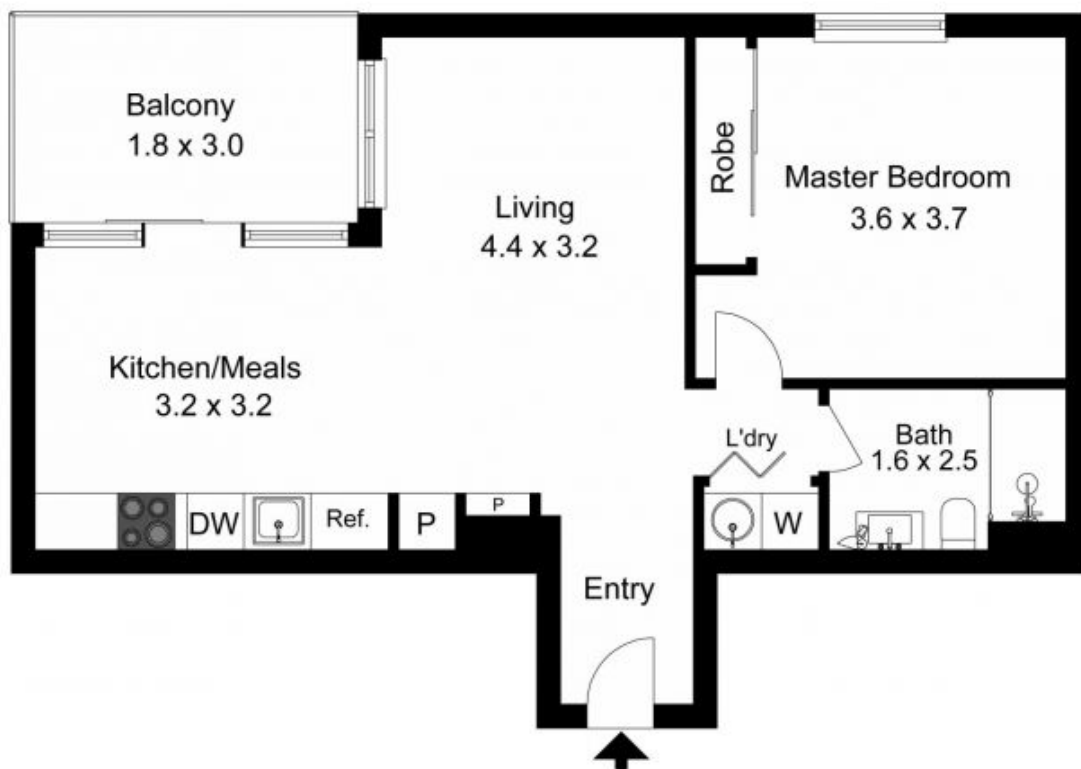 Balcony
1.8 x 3.0
Robe
Master Bedroom
3.6 x 3.7
Living
4.4 x 3.2
Kitchen/Meals
3.2 x 3.2
L'dry
Bath
1.6 x 2.5
DW
Ref.
P
P
W
Entry